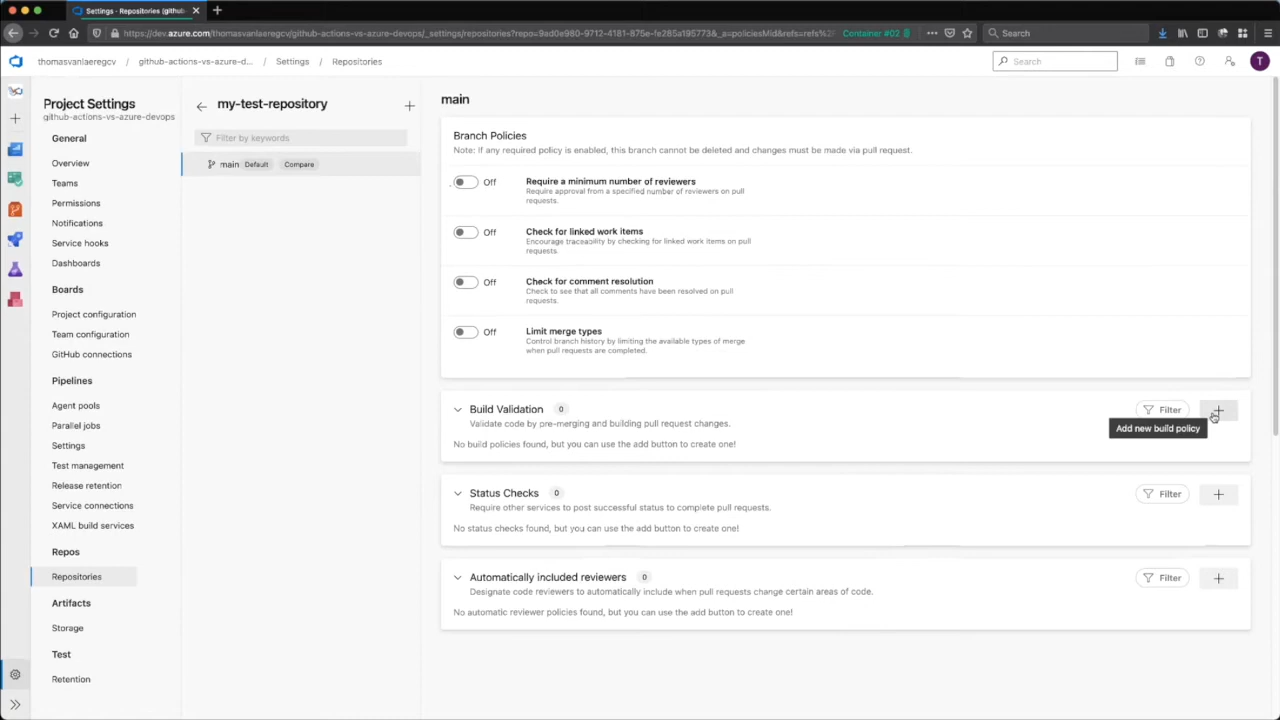 Settings - Repositories (github-
https://dev.azure.com/thomasvanlaeregcv/github-actions-vs-azure-devops/_settings/repositories?repo=9ad0e980-9712-4181-875e-def285a195773&_a=policiesMid&refs=refs%2F
Container #02
Search
thomasvanlaeregcv / github-actions-vs-azure-d... / Settings / Repositories
Search
T
Project Settings
github-actions-vs-azure-devops
General
Overview
Teams
Permissions
Notifications
Service hooks
Dashboards
Boards
Project configuration
Team configuration
GitHub connections
Pipelines
Agent pools
Parallel jobs
Settings
Test management
Release retention
Service connections
XAML build services
Repos
Repositories
Artifacts
Storage
Test
Retention
my-test-repository
Filter by keywords
main Default Compare
main
Branch Policies
Note: If any required policy is enabled, this branch cannot be deleted and changes must be made via pull request.
Off Require a minimum number of reviewers
Require approval from a specified number of reviewers on pull
requests.
Off Check for linked work items
Encourage traceability by checking for linked work items on pull
requests.
Off Check for comment resolution
Check to see that all comments have been resolved on pull
requests.
Off Limit merge types
Control branch history by limiting the available types of merge
when pull requests are completed.
Build Validation 0 Filter
Validate code by pre-merging and building pull request changes.
Add new build policy
No build policies found, but you can use the add button to create one!
Status Checks 0 Filter
Require other services to post successful status to complete pull requests.
No status checks found, but you can use the add button to create one!
Automatically included reviewers 0 Filter
Designate code reviewers to automatically include when pull requests change certain areas of code.
No automatic reviewer policies found, but you can use the add button to create one!